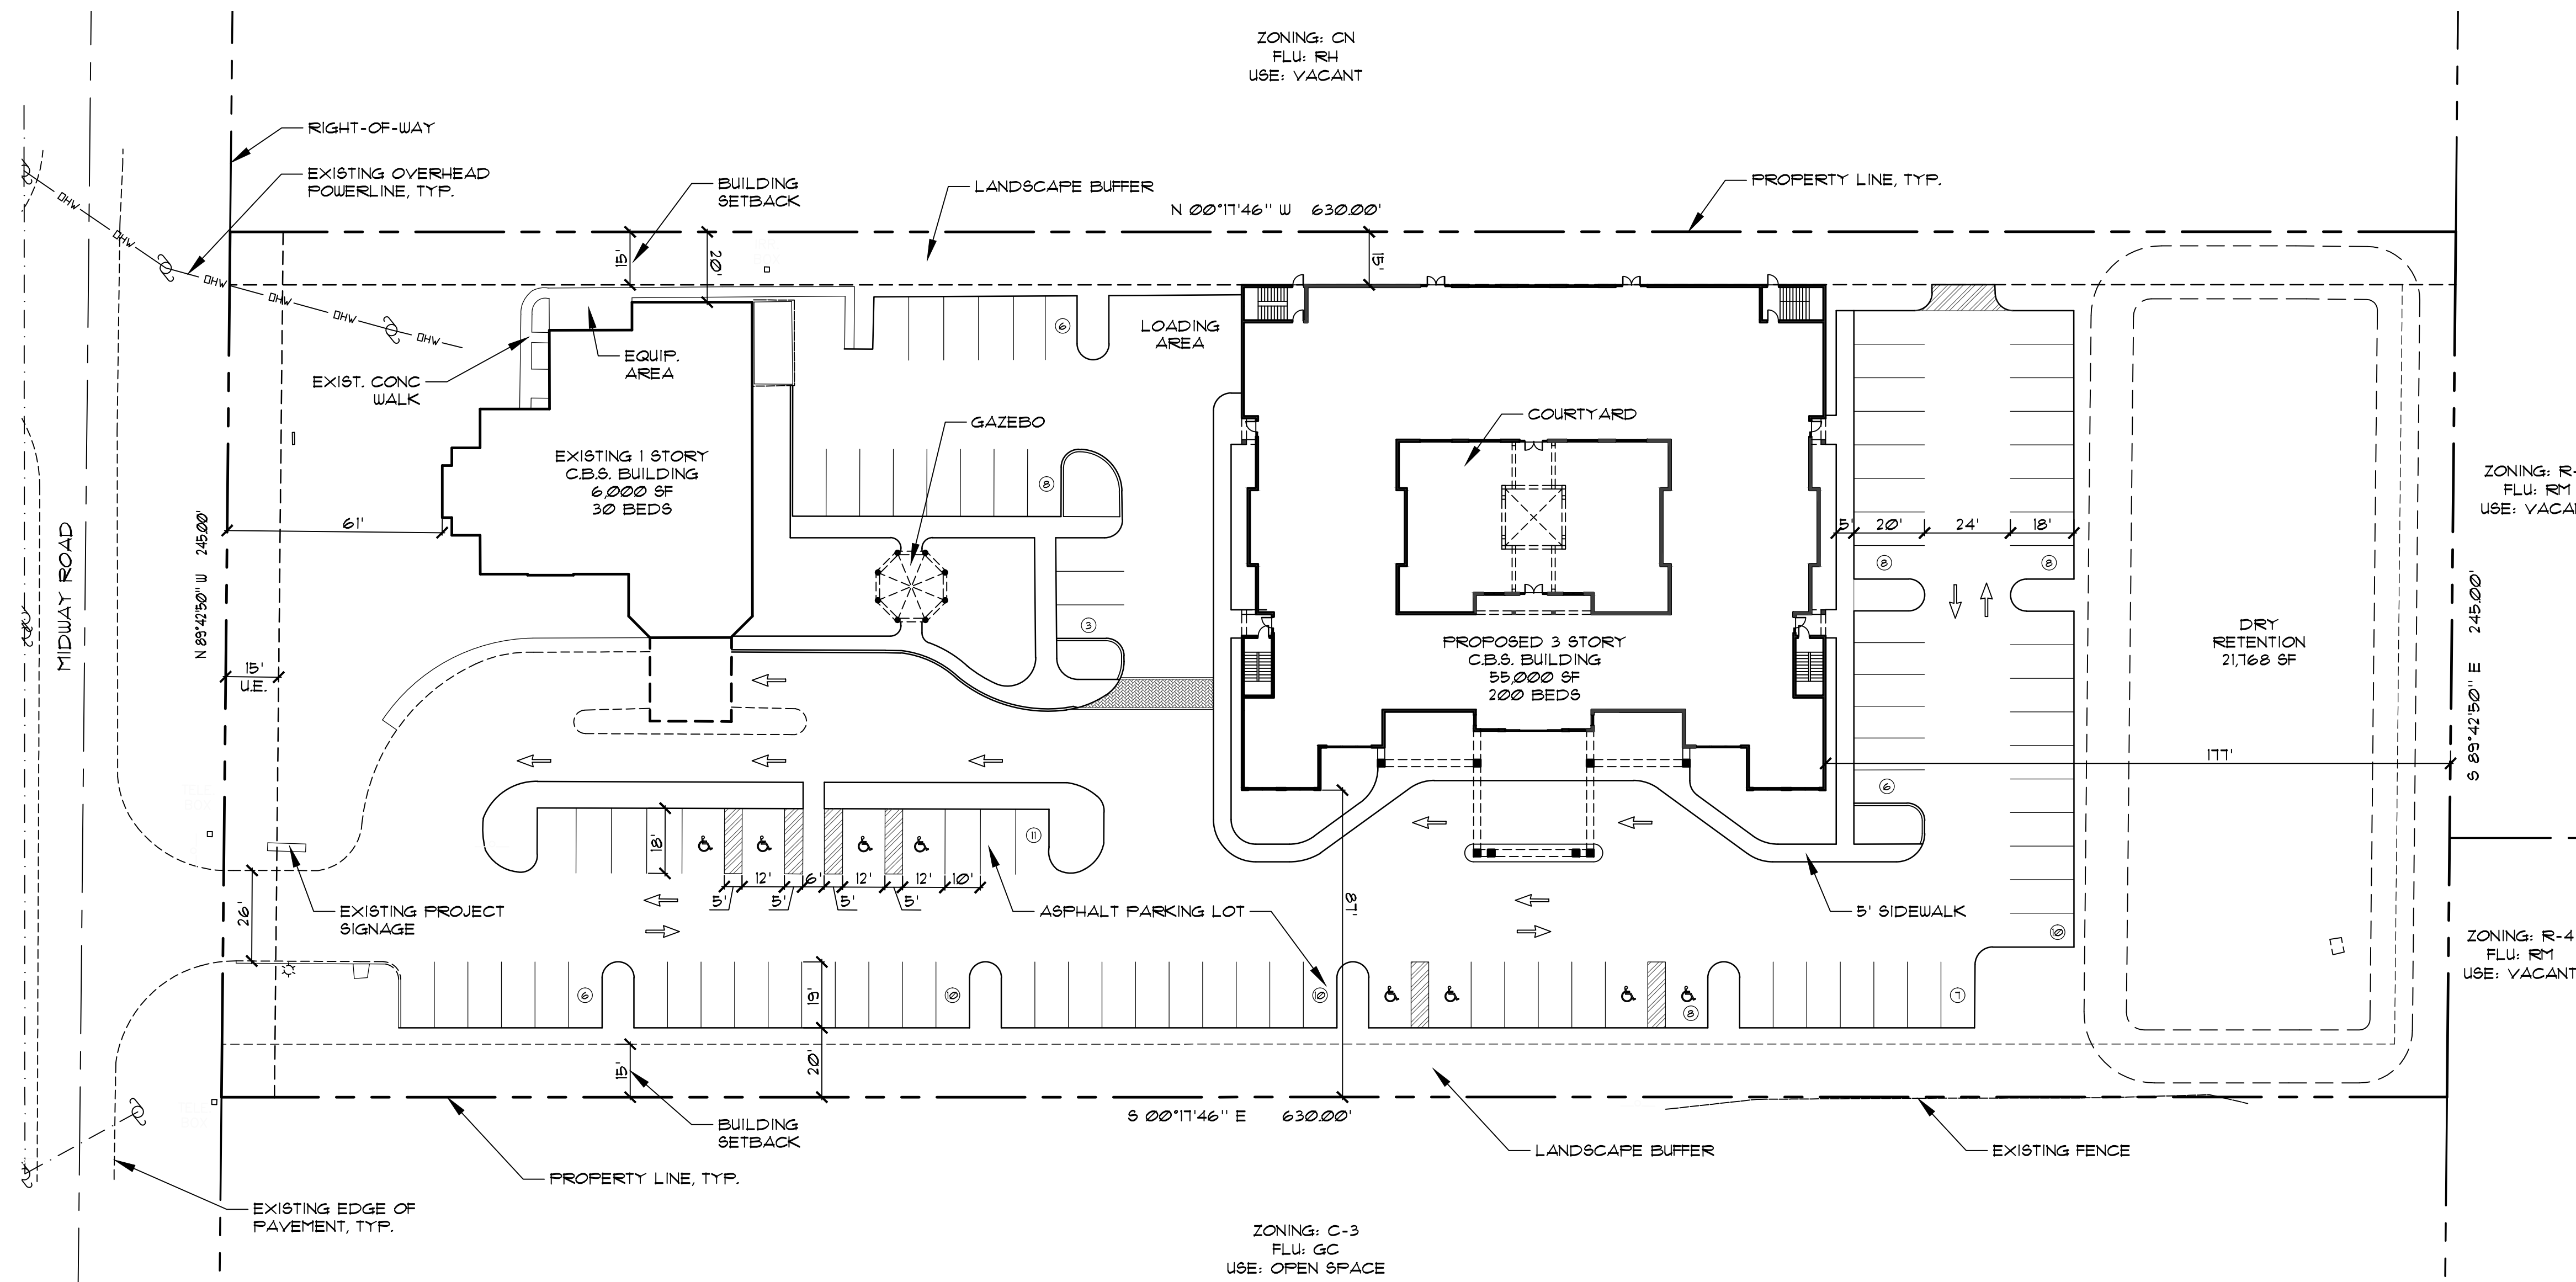 ZONING: CN
FLU: RH
USE: VACANT
RIGHT-OF-WAY
EXISTING OVERHEAD
POWERLINE, TYP.
BUILDING
SETBACK
LANDSCAPE BUFFER
PROPERTY LINE, TYP.
N 00°17'46" W 630.00'
OHW
OHW
OHW
OHW
OHW
OHW
15'
20'
15'
EQUIP.
AREA
EXIST. CONC
WALK
6
LOADING
AREA
GAZEBO
COURTYARD
EXISTING 1 STORY
C.B.S. BUILDING
6,000 SF
30 BEDS
8
61'
MIDWAY ROAD
N 89°42'50" W 245.00'
15'
U.E.
3
PROPOSED 3 STORY
C.B.S. BUILDING
55,000 SF
200 BEDS
5'
20'
24'
18'
8
8
6
10
DRY
RETENTION
21,768 SF
177'
S 89°42'50" E 245.00'
FLU: RM
ZONING: R-4
FLU: RM
USE: VACANT
11
18'
12'
6'
12'
12'
10'
5'
5'
5'
5'
26'
EXISTING PROJECT
SIGNAGE
ASPHALT PARKING LOT
87'
5' SIDEWALK
6
10
10
8
7
19'
20'
15'
S 00°17'46" E 630.00'
BUILDING
SETBACK
PROPERTY LINE, TYP.
LANDSCAPE BUFFER
EXISTING FENCE
EXISTING EDGE OF
PAVEMENT, TYP.
ZONING: C-3
FLU: GC
USE: OPEN SPACE